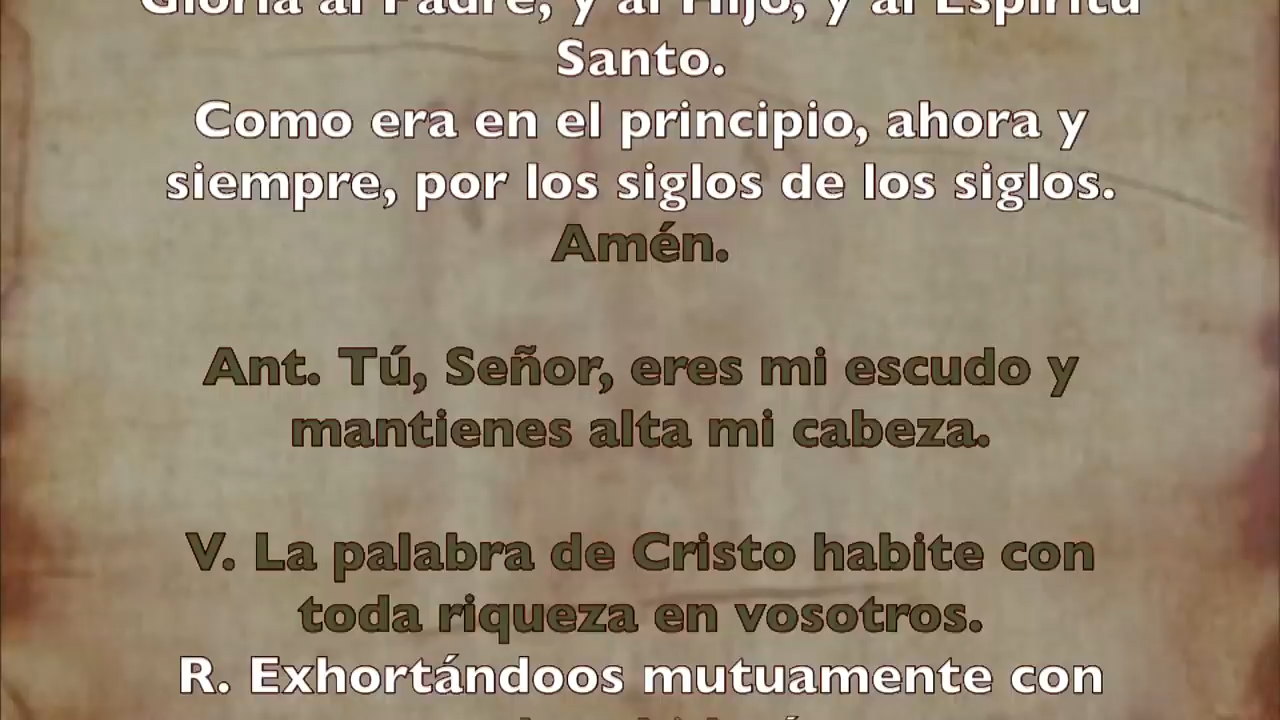 Gloria al Padre, y al Hijo, y al Espíritu
Santo.
Como era en el principio, ahora y
siempre, por los siglos de los siglos.
Amén.
Ant. Tú, Señor, eres mi escudo y
mantienes alta mi cabeza.
V. La palabra de Cristo habite con
toda riqueza en vosotros.
R. Exhortándoos mutuamente con